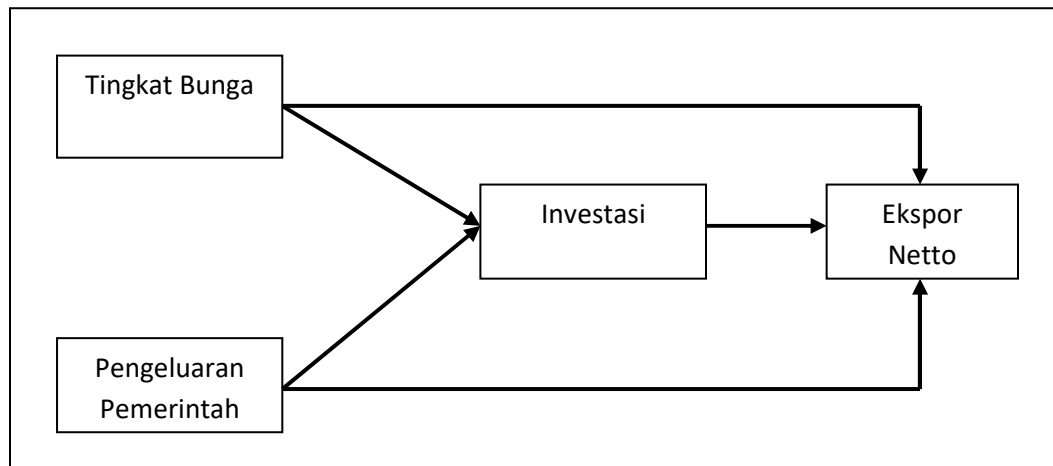 Tingkat Bunga
Investasi
Ekspor
Netto
Pengeluaran
Pemerintah